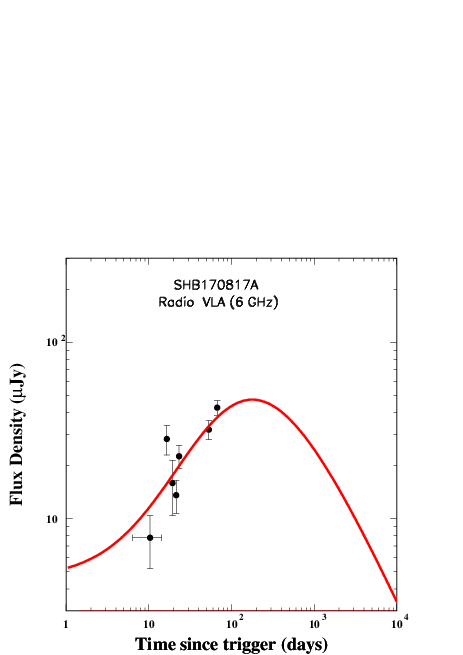 SHB170817A
Radio VLA (6 GHz)
Flux Density (μJy)
10 2
10
1
10
10 2
10 3
10 4
Time since trigger (days)